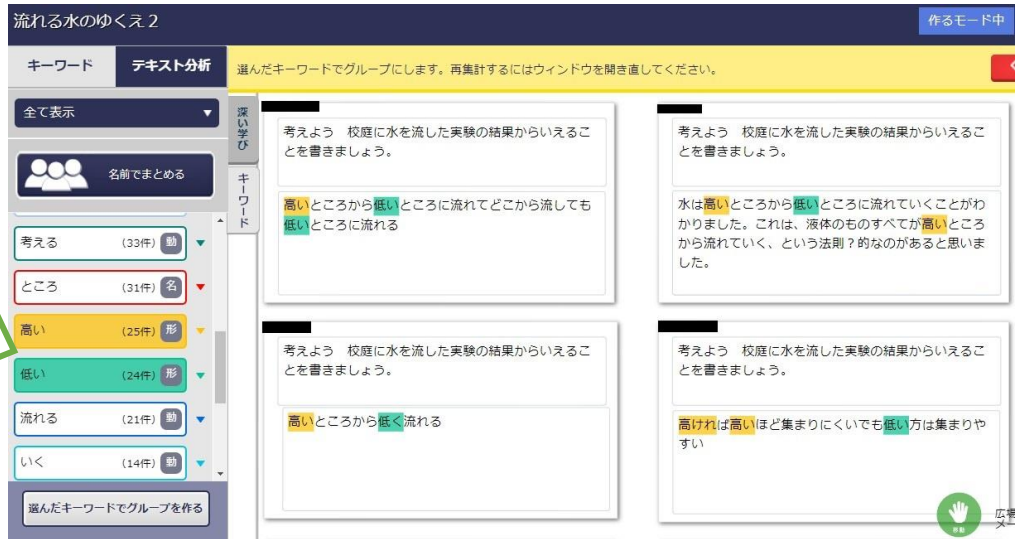 流れる水のゆくえ2
作るモード中
キーワード
テキスト分析
選んだキーワードでグループにします。再集計するにはウィンドウを開き直してください。
全て表示
名前でまとめる
考える (33件) 動
ところ (31件) 名
高い (25件) 形
低い (24件) 形
流れる (21件) 動
いく (14件) 動
選んだキーワードでグループを作る
深い学び
キーワード
考えよう 校庭に水を流した実験の結果からいえるこ
とを書きましょう。
高いところから低いところに流れてどこから流しても
低いところに流れる
考えよう 校庭に水を流した実験の結果からいえるこ
とを書きましょう。
水は高いところから低いところに流れていくことがわ
かりました。これは、液体のものすべてが高いところ
から流れていく、という法則？的なのがあると思いま
した。
考えよう 校庭に水を流した実験の結果からいえるこ
とを書きましょう。
高いところから低く流れる
考えよう 校庭に水を流した実験の結果からいえるこ
とを書きましょう。
高ければ高いほど集まりにくいでも低い方は集まりや
すい